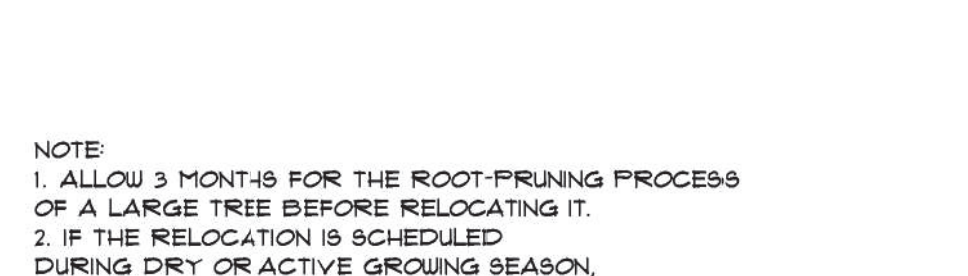 NOTE:
1. ALLOW 3 MONTHS FOR THE ROOT-PRUNING PROCESS
OF A LARGE TREE BEFORE RELOCATING IT.
2. IF THE RELOCATION IS SCHEDULED
DURING DRY OR ACTIVE GROWING SEASON,